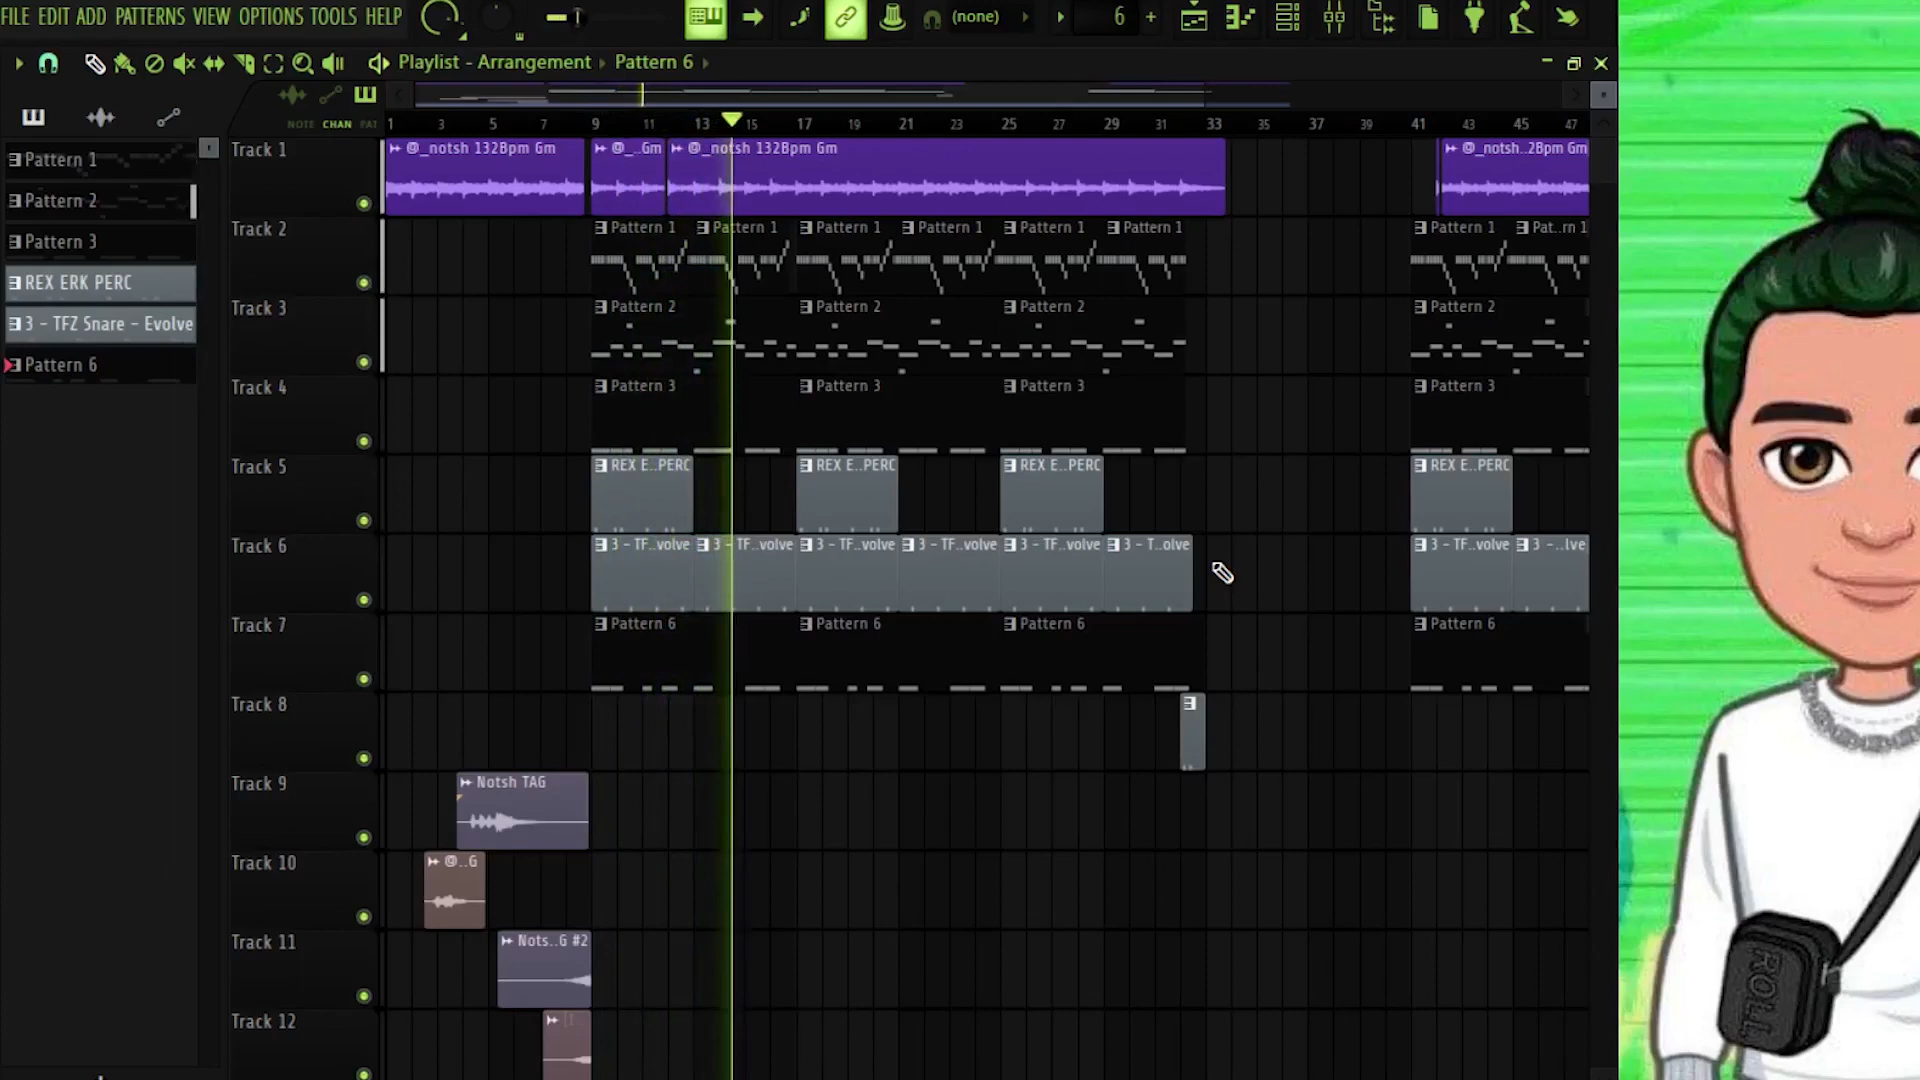 FILE EDIT ADD PATTERNS VIEW OPTIONS TOOLS HELP
(none)
6
+
Playlist - Arrangement › Pattern 6 ›
NOTE CHAN PAT
1 3 5 7 9 11 13 15 17 19 21 23 25 27 29 31 33 35 37 39 41 43 45 47
Pattern 1
Pattern 2
Pattern 3
REX ERK PERC
3 - TFZ Snare - Evolve
Pattern 6
Track 1
@_notsh 132Bpm Gm
@_..Gm
@_notsh 132Bpm Gm
@_notsh..2Bpm Gm
Track 2
Pattern 1
Pattern 1
Pattern 1
Pattern 1
Pattern 1
Pattern 1
Pattern 1
Pat..rn 1
Track 3
Pattern 2
Pattern 2
Pattern 2
Pattern 2
Track 4
Pattern 3
Pattern 3
Pattern 3
Pattern 3
Track 5
REX E..PERC
REX E..PERC
REX E..PERC
REX E..PERC
Track 6
3 - TF..volve
3 - TF..volve
3 - TF..volve
3 - TF..volve
3 - TF..volve
3 - T..olve
3 - TF..volve
3 -..lve
Track 7
Pattern 6
Pattern 6
Pattern 6
Pattern 6
Track 8
Track 9
Notsh TAG
Track 10
@..G
Track 11
Nots..G #2
Track 12
ROLL